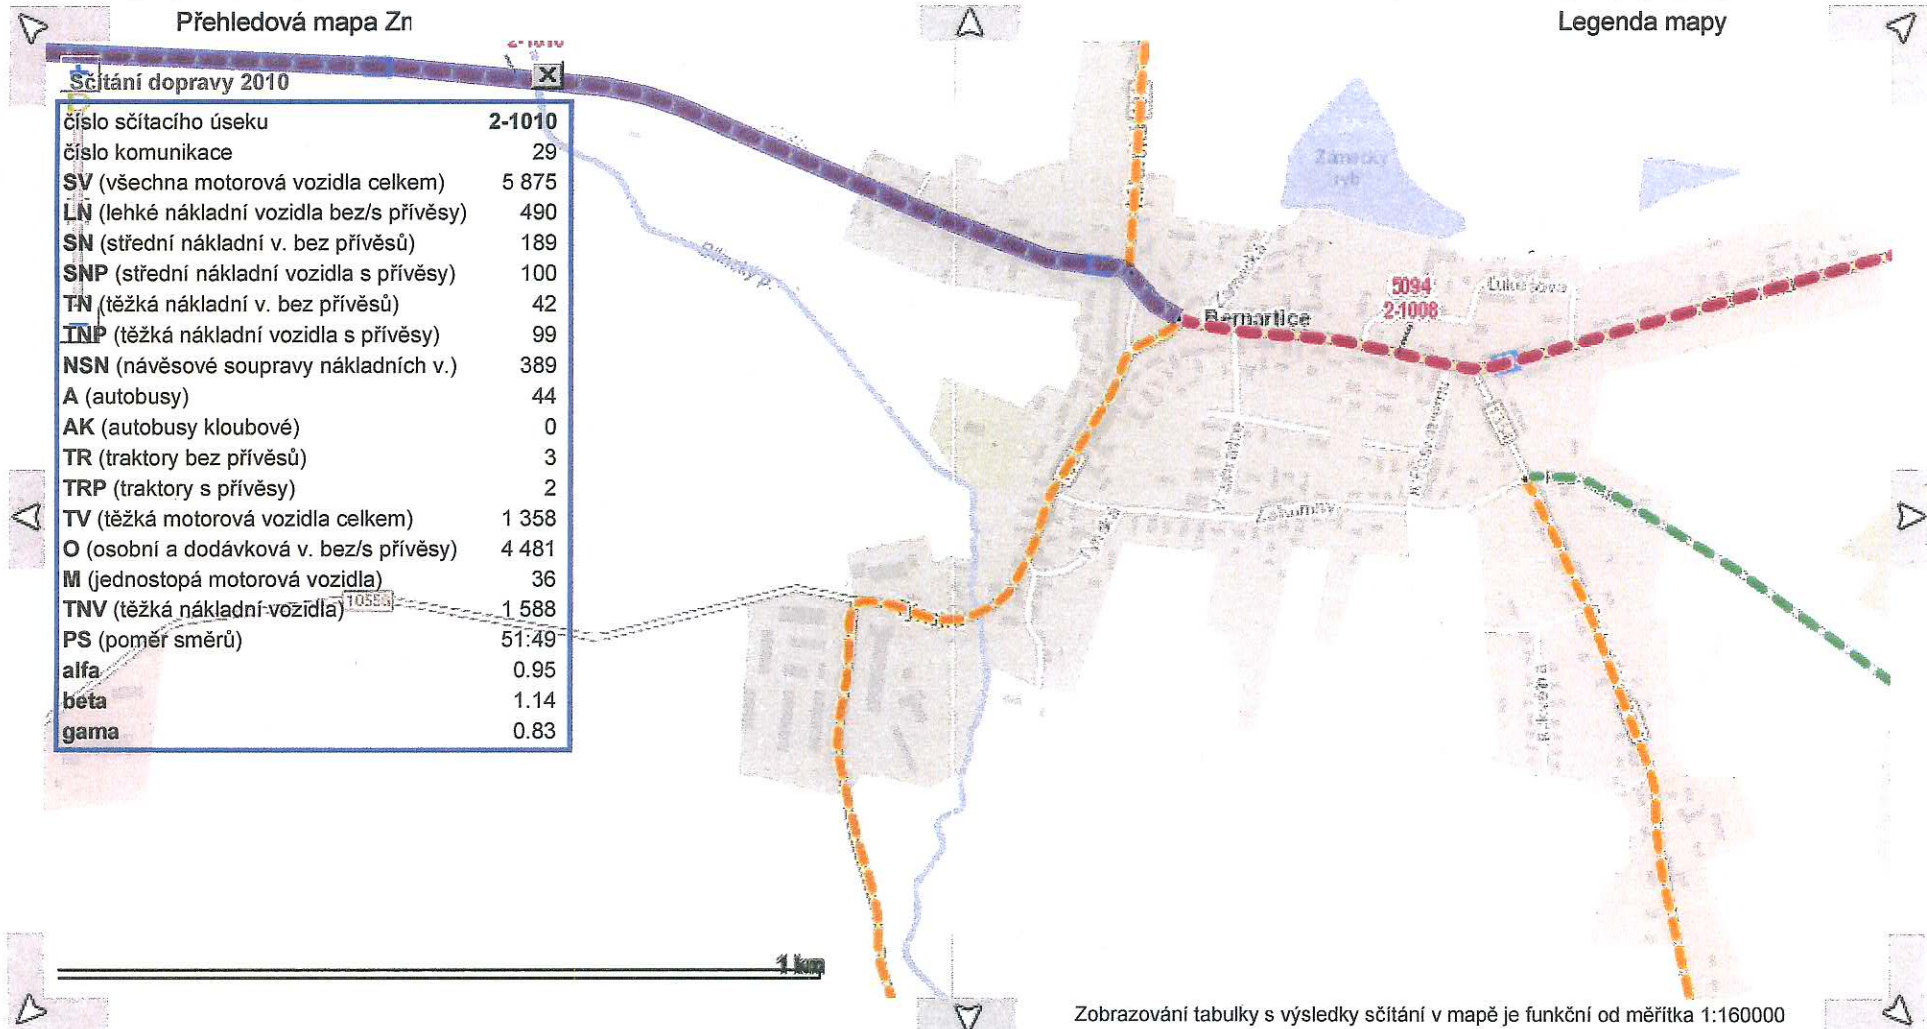 Přehledová mapa Zn
Legenda mapy
2-1010
Sčítání dopravy 2010
číslo sčítacího úseku 2-1010
číslo komunikace 29
SV (všechna motorová vozidla celkem) 5 875
LN (lehké nákladní vozidla bez/s přívěsy) 490
SN (střední nákladní v. bez přívěsů) 189
SNP (střední nákladní vozidla s přívěsy) 100
TN (těžká nákladní v. bez přívěsů) 42
TNP (těžká nákladní vozidla s přívěsy) 99
NSN (návěsové soupravy nákladních v.) 389
A (autobusy) 44
AK (autobusy kloubové) 0
TR (traktory bez přívěsů) 3
TRP (traktory s přívěsy) 2
TV (těžká motorová vozidla celkem) 1 358
O (osobní a dodávková v. bez/s přívěsy) 4 481
M (jednostopá motorová vozidla) 36
TNV (těžká nákladní vozidla) 1 588
PS (poměr směrů) 51:49
alfa 0.95
beta 1.14
gama 0.83
Zámecký
ryb
5094
2-1008
Bernartice
1 km
Zobrazování tabulky s výsledky sčítání v mapě je funkční od měřítka 1:160000